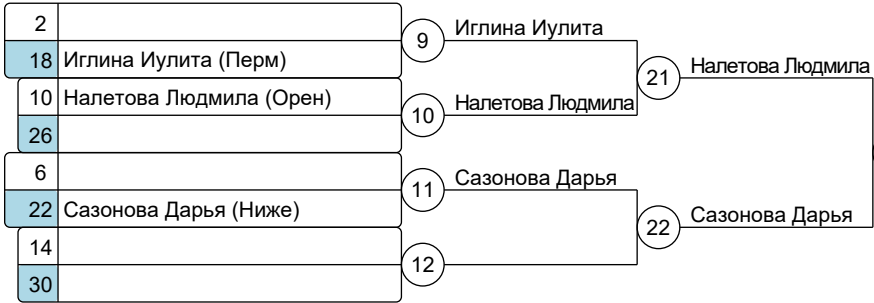 2
9
Иглина Иулита
18 Иглина Иулита (Перм)
21
Налетова Людмила
10 Налетова Людмила (Орен)
10
Налетова Людмила
26
6
11
Сазонова Дарья
22 Сазонова Дарья (Ниже)
22
Сазонова Дарья
14
12
30